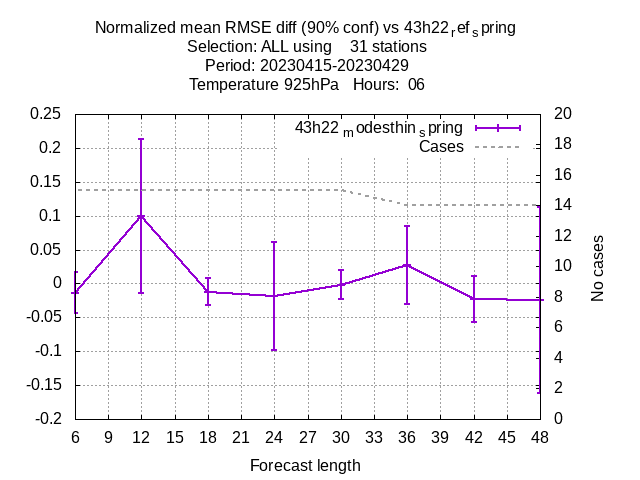 Normalized mean RMSE diff (90% conf) vs 43h22refspring
Selection: ALL using 31 stations
Period: 20230415-20230429
Temperature 925hPa Hours: 06
43h22modesthinspring
Cases
0.25
0.2
0.15
0.1
0.05
0
-0.05
-0.1
-0.15
-0.2
20
18
16
14
12
10
8
6
4
2
0
No cases
6 9 12 15 18 21 24 27 30 33 36 39 42 45 48
Forecast length